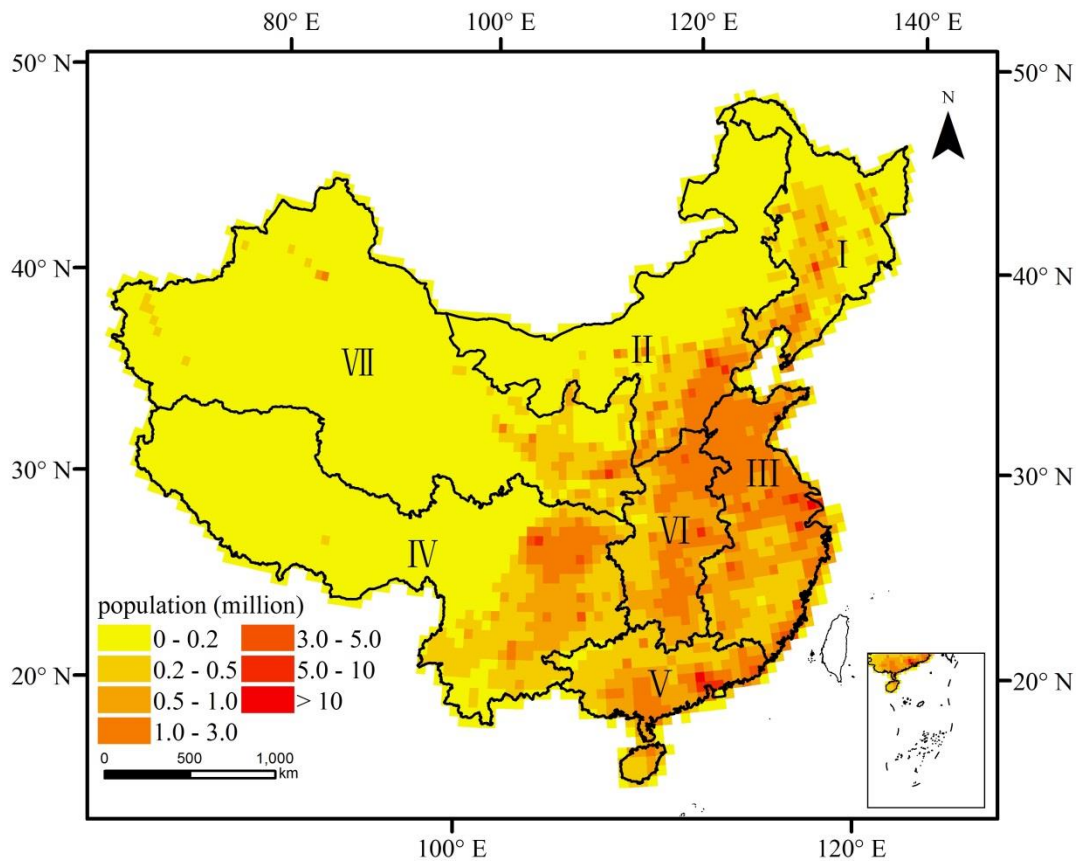 80° E 100° E 120° E 140° E
50° N 50° N
N
I
40° N 40° N
II
VII
30° N 30° N
III
VI
IV
population (million)
0 - 0.2 3.0 - 5.0
0.2 - 0.5 5.0 - 10
0.5 - 1.0 > 10
1.0 - 3.0
V
20° N 20° N
0 500 1,000
km
100° E 120° E